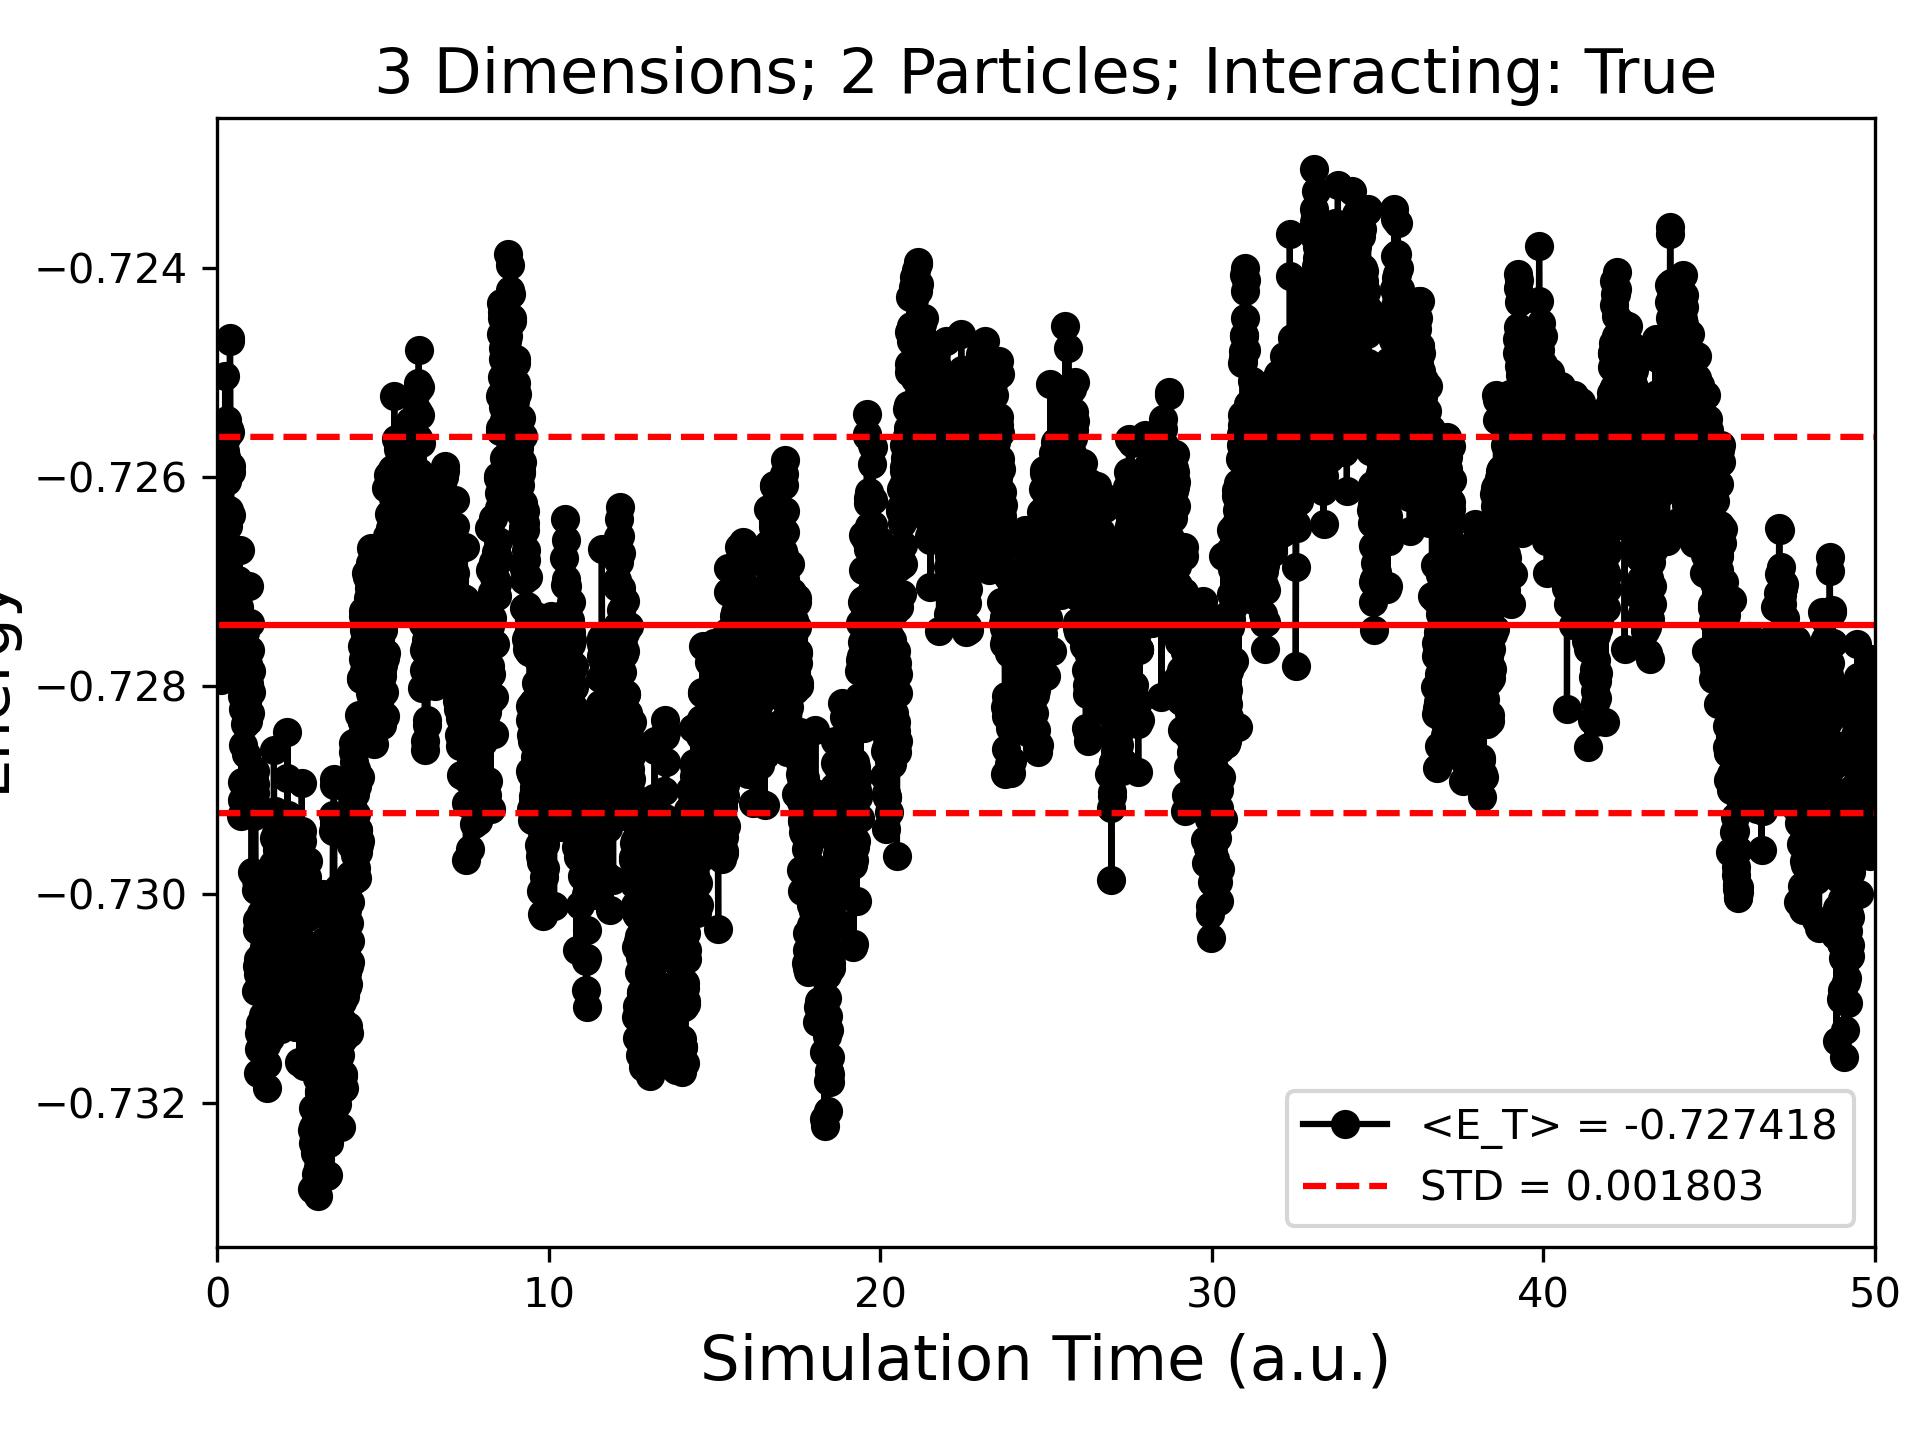 3 Dimensions; 2 Particles; Interacting: True
Energy
−0.724
−0.726
−0.728
−0.730
−0.732
<E_T> = -0.727418
STD = 0.001803
0 10 20 30 40 50
Simulation Time (a.u.)